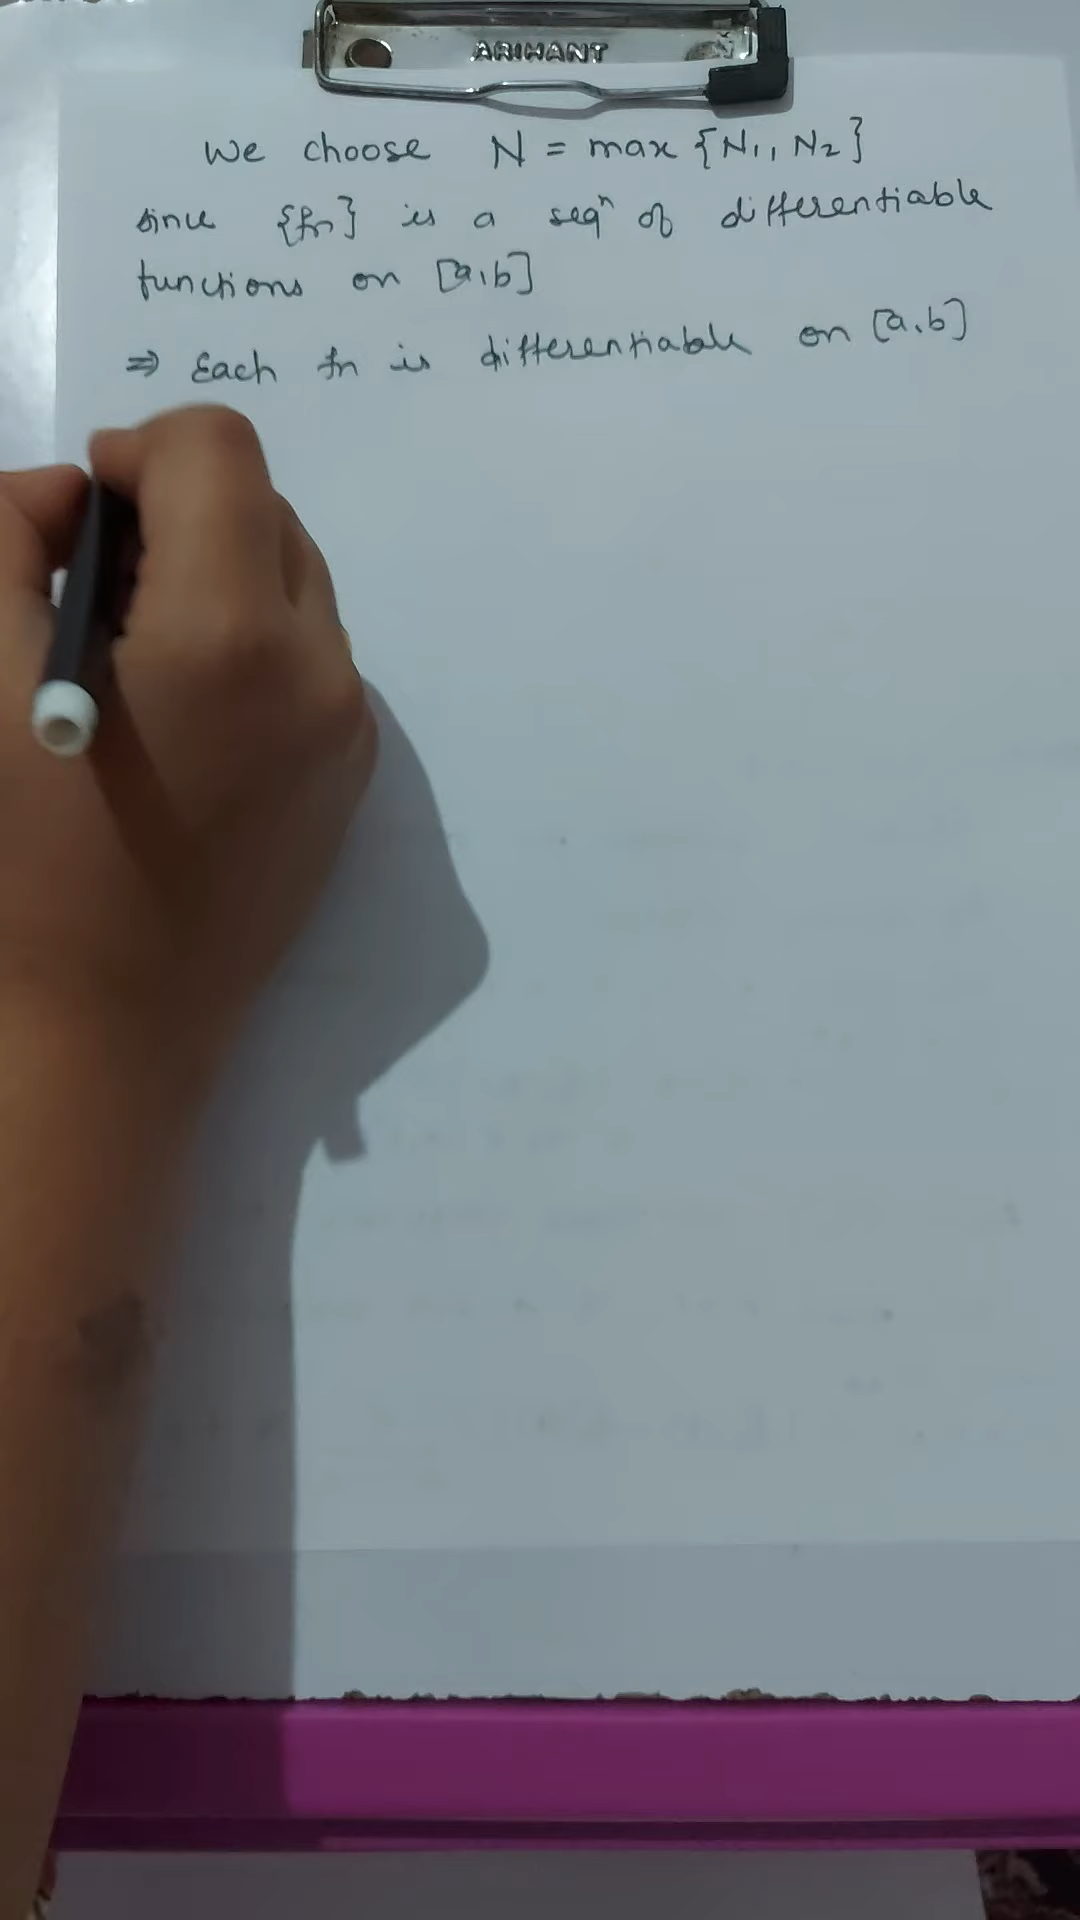 ARIHANT
We choose N = max {N1, N2}
since {fn} is a seqⁿ of differentiable
functions on [a,b]
⇒ Each fn is differentiable on [a,b]